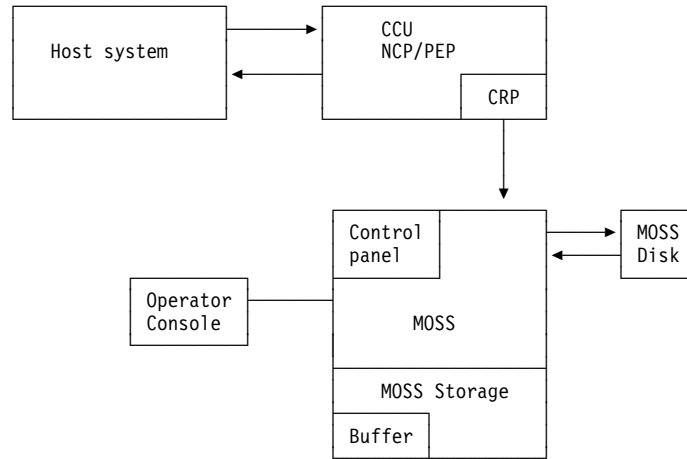 Host system
CCU
NCP/PEP
CRP
Control
panel
MOSS
Disk
Operator
Console
MOSS
MOSS Storage
Buffer